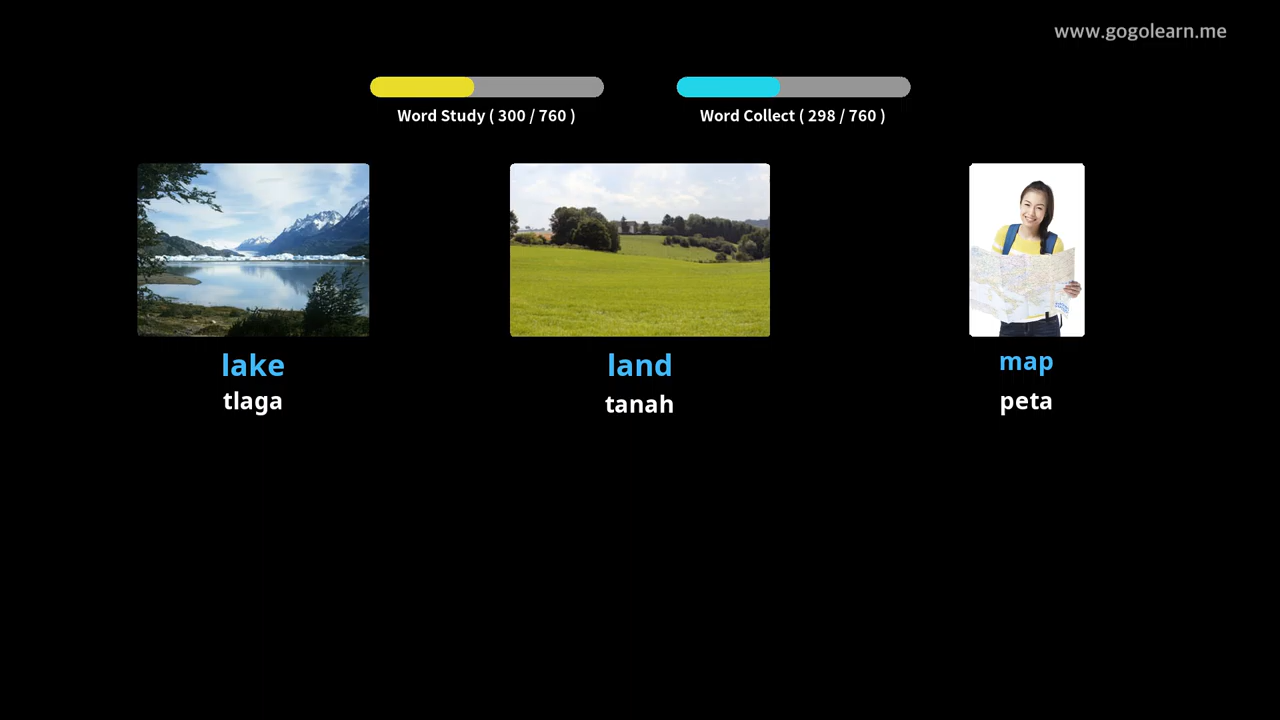 www.gogolearn.me
Word Study ( 300 / 760 )
Word Collect ( 298 / 760 )
lake
tlaga
land
tanah
map
peta